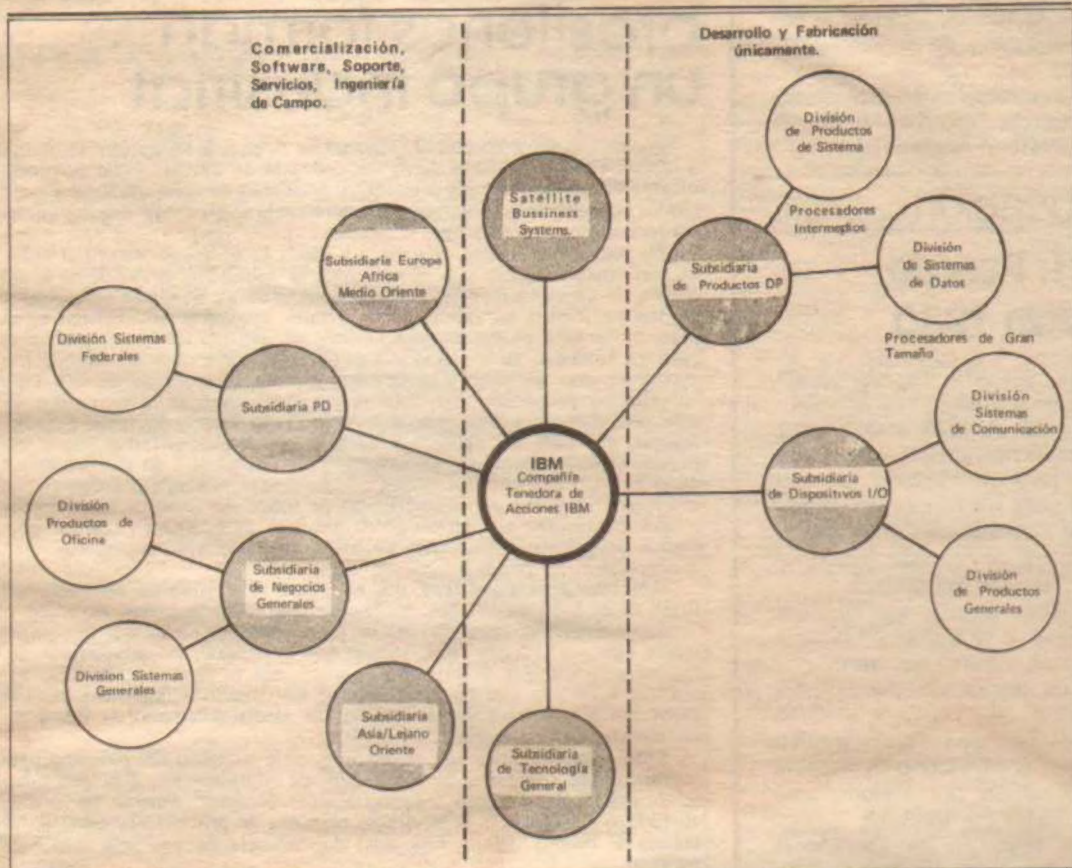 Comercialización,
Software, Soporte,
Servicios, Ingeniería
de Campo.
Desarrollo y Fabricación
únicamente.
División
de Productos
de Sistema
Satellite
Bussiness
Systems.
Procesadores
Intermedios
Subsidiaria Europa
Africa
Medio Oriente
Subsidiaria
de Productos DP
División
de Sistemas
de Datos
Procesadores de Gran
Tamaño
División Sistemas
Federales
Subsidiaria PD
División
Sistemas
de Comunicación
IBM
Compañía
Tenedora de
Acciones IBM
Subsidiaria
de Dispositivos I/O
División
Productos de
Oficina
Subsidiaria
de Negocios
Generales
División
de Productos
Generales
Division Sistemas
Generales
Subsidiaria
Asia/Lejano
Oriente
Subsidiaria
de Tecnología
General